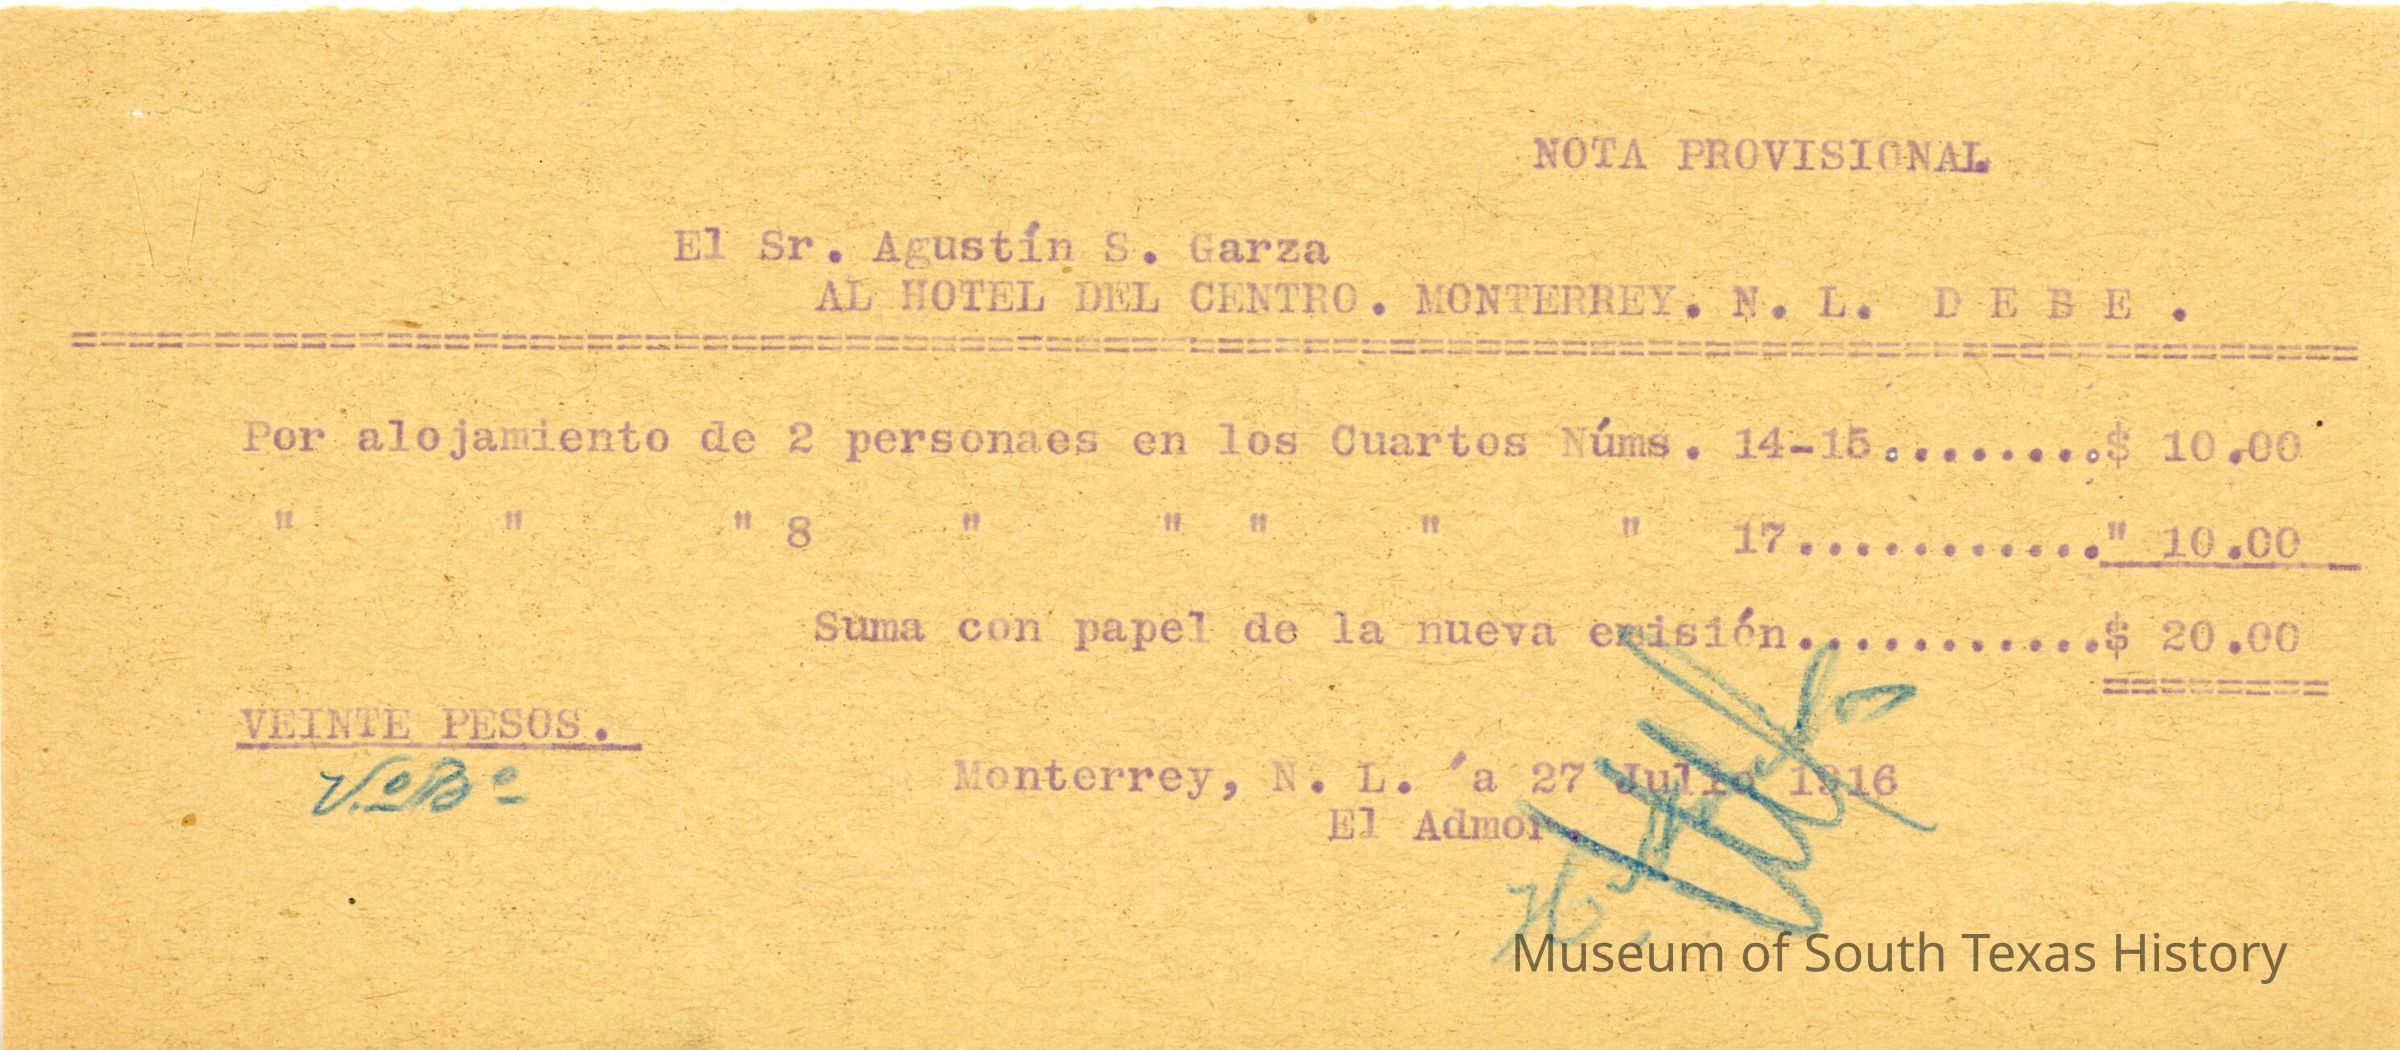 NOTA PROVISIONAL
El Sr. Agustín S. Garza
AL HOTEL DEL CENTRO. MONTERREY. N. L. D E B E .
================================================================================
Por alojamiento de 2 personaes en los Cuartos Núms. 14-15........$ 10.00
" " " 8 " " " " " 17..........." 10.00
Suma con papel de la nueva emisión...........$ 20.00
========
VEINTE PESOS.
V.º Bº
Monterrey, N. L. ´a 27 Julio 1916
El Admor.
Museum of South Texas History